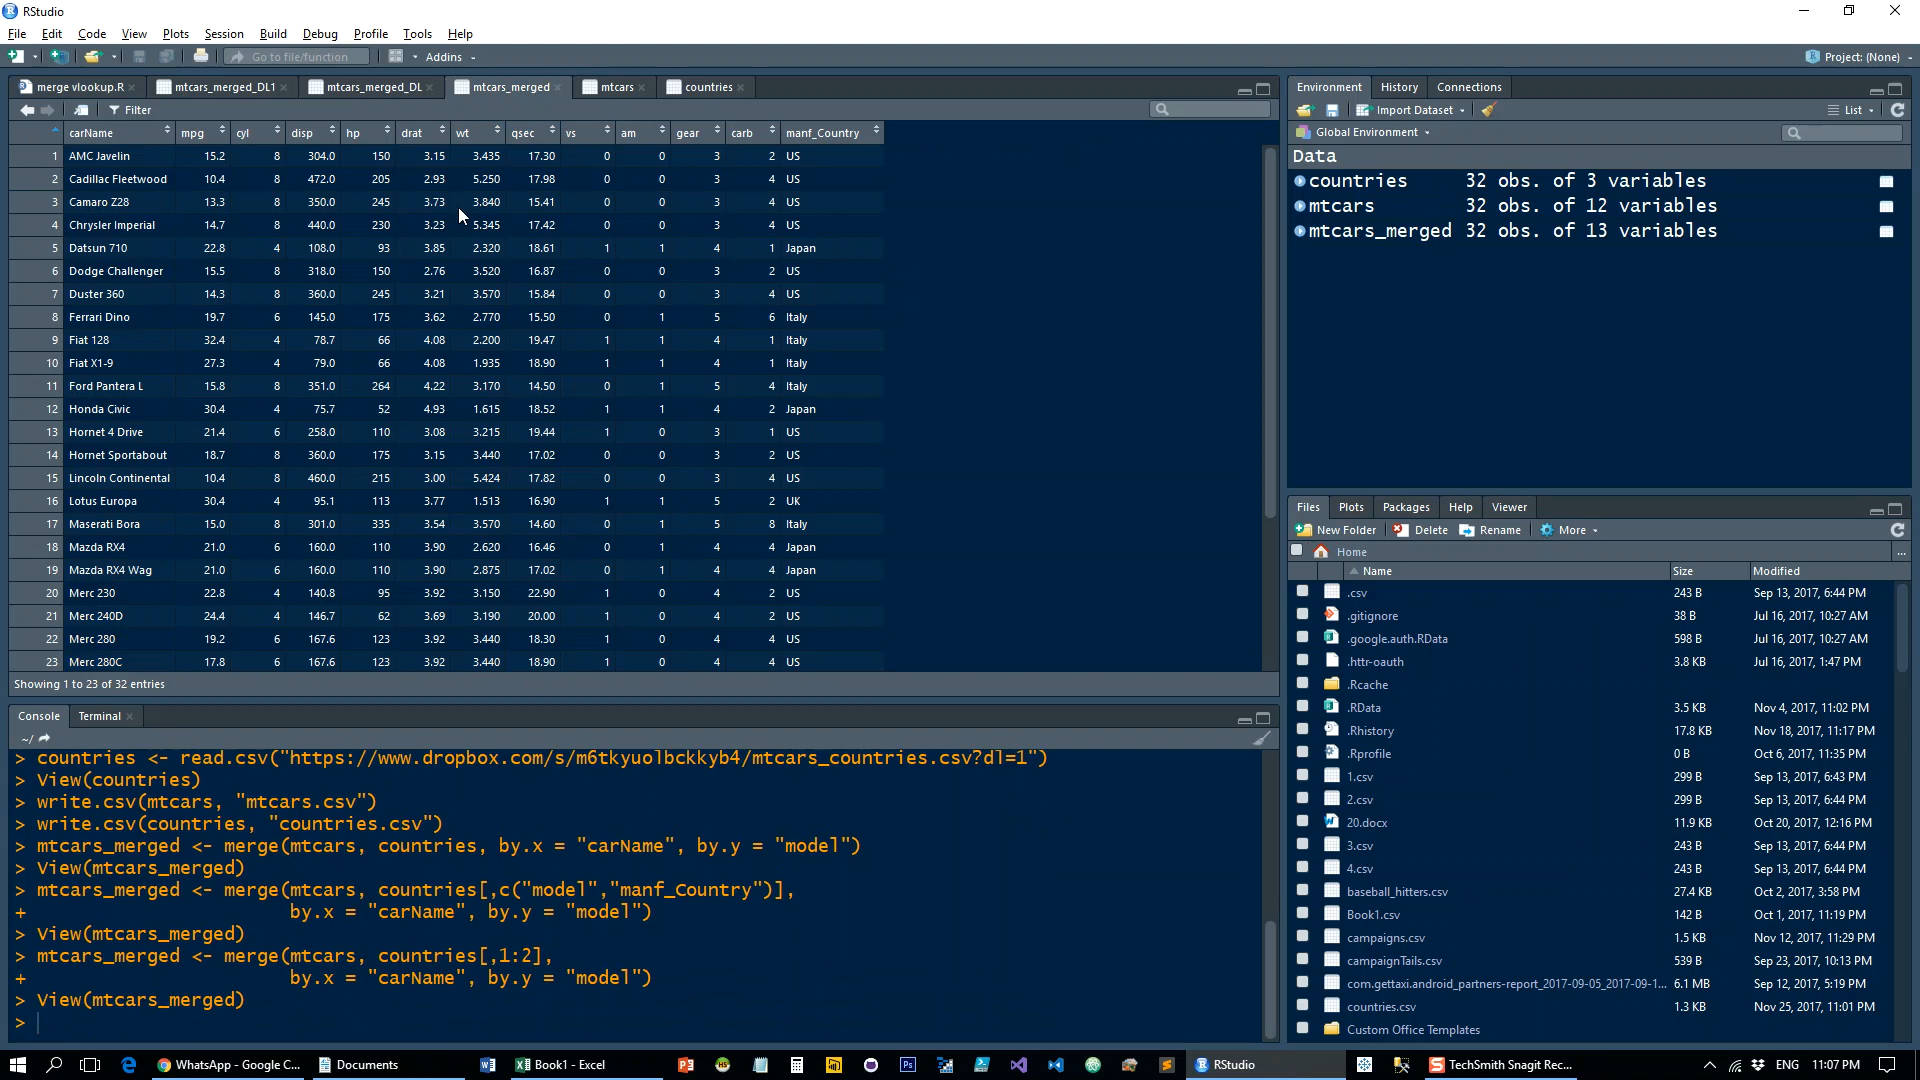 RStudio
File Edit Code View Plots Session Build Debug Profile Tools Help
Go to file/function Addins Project: (None)
merge vlookup.R mtcars_merged_DL1 mtcars_merged_DL mtcars_merged mtcars countries
Filter
carName mpg cyl disp hp drat wt qsec vs am gear carb manf_Country
1 AMC Javelin 15.2 8 304.0 150 3.15 3.435 17.30 0 0 3 2 US
2 Cadillac Fleetwood 10.4 8 472.0 205 2.93 5.250 17.98 0 0 3 4 US
3 Camaro Z28 13.3 8 350.0 245 3.73 3.840 15.41 0 0 3 4 US
4 Chrysler Imperial 14.7 8 440.0 230 3.23 5.345 17.42 0 0 3 4 US
5 Datsun 710 22.8 4 108.0 93 3.85 2.320 18.61 1 1 4 1 Japan
6 Dodge Challenger 15.5 8 318.0 150 2.76 3.520 16.87 0 0 3 2 US
7 Duster 360 14.3 8 360.0 245 3.21 3.570 15.84 0 0 3 4 US
8 Ferrari Dino 19.7 6 145.0 175 3.62 2.770 15.50 0 1 5 6 Italy
9 Fiat 128 32.4 4 78.7 66 4.08 2.200 19.47 1 1 4 1 Italy
10 Fiat X1-9 27.3 4 79.0 66 4.08 1.935 18.90 1 1 4 1 Italy
11 Ford Pantera L 15.8 8 351.0 264 4.22 3.170 14.50 0 1 5 4 Italy
12 Honda Civic 30.4 4 75.7 52 4.93 1.615 18.52 1 1 4 2 Japan
13 Hornet 4 Drive 21.4 6 258.0 110 3.08 3.215 19.44 1 0 3 1 US
14 Hornet Sportabout 18.7 8 360.0 175 3.15 3.440 17.02 0 0 3 2 US
15 Lincoln Continental 10.4 8 460.0 215 3.00 5.424 17.82 0 0 3 4 US
16 Lotus Europa 30.4 4 95.1 113 3.77 1.513 16.90 1 1 5 2 UK
17 Maserati Bora 15.0 8 301.0 335 3.54 3.570 14.60 0 1 5 8 Italy
18 Mazda RX4 21.0 6 160.0 110 3.90 2.620 16.46 0 1 4 4 Japan
19 Mazda RX4 Wag 21.0 6 160.0 110 3.90 2.875 17.02 0 1 4 4 Japan
20 Merc 230 22.8 4 140.8 95 3.92 3.150 22.90 1 0 4 2 US
21 Merc 240D 24.4 4 146.7 62 3.69 3.190 20.00 1 0 4 2 US
22 Merc 280 19.2 6 167.6 123 3.92 3.440 18.30 1 0 4 4 US
23 Merc 280C 17.8 6 167.6 123 3.92 3.440 18.90 1 0 4 4 US
Showing 1 to 23 of 32 entries
Console Terminal
~/
> countries <- read.csv("https://www.dropbox.com/s/m6tkyuolbckkyb4/mtcars_countries.csv?dl=1")
> View(countries)
> write.csv(mtcars, "mtcars.csv")
> write.csv(countries, "countries.csv")
> mtcars_merged <- merge(mtcars, countries, by.x = "carName", by.y = "model")
> View(mtcars_merged)
> mtcars_merged <- merge(mtcars, countries[,c("model","manf_Country")],
+ by.x = "carName", by.y = "model")
> View(mtcars_merged)
> mtcars_merged <- merge(mtcars, countries[,1:2],
+ by.x = "carName", by.y = "model")
> View(mtcars_merged)
>
Environment History Connections
Import Dataset List
Global Environment
Data
countries 32 obs. of 3 variables
mtcars 32 obs. of 12 variables
mtcars_merged 32 obs. of 13 variables
Files Plots Packages Help Viewer
New Folder Delete Rename More
Home ...
Name Size Modified
.csv 243 B Sep 13, 2017, 6:44 PM
.gitignore 38 B Jul 16, 2017, 10:27 AM
.google.auth.RData 598 B Jul 16, 2017, 10:27 AM
.httr-oauth 3.8 KB Jul 16, 2017, 1:47 PM
.Rcache
.RData 3.5 KB Nov 4, 2017, 11:02 PM
.Rhistory 17.8 KB Nov 18, 2017, 11:17 PM
.Rprofile 0 B Oct 6, 2017, 11:35 PM
1.csv 299 B Sep 13, 2017, 6:43 PM
2.csv 299 B Sep 13, 2017, 6:44 PM
20.docx 11.9 KB Oct 20, 2017, 12:16 PM
3.csv 243 B Sep 13, 2017, 6:44 PM
4.csv 243 B Sep 13, 2017, 6:44 PM
baseball_hitters.csv 27.4 KB Oct 2, 2017, 3:58 PM
Book1.csv 142 B Oct 1, 2017, 11:19 PM
campaigns.csv 1.5 KB Nov 12, 2017, 11:29 PM
campaignTails.csv 539 B Sep 23, 2017, 10:13 PM
com.gettaxi.android_partners-report_2017-09-05_2017-09-1... 6.1 MB Sep 12, 2017, 5:19 PM
countries.csv 1.3 KB Nov 25, 2017, 11:01 PM
Custom Office Templates
WhatsApp - Google C... Documents Book1 - Excel RStudio TechSmith Snagit Rec... ENG 11:07 PM